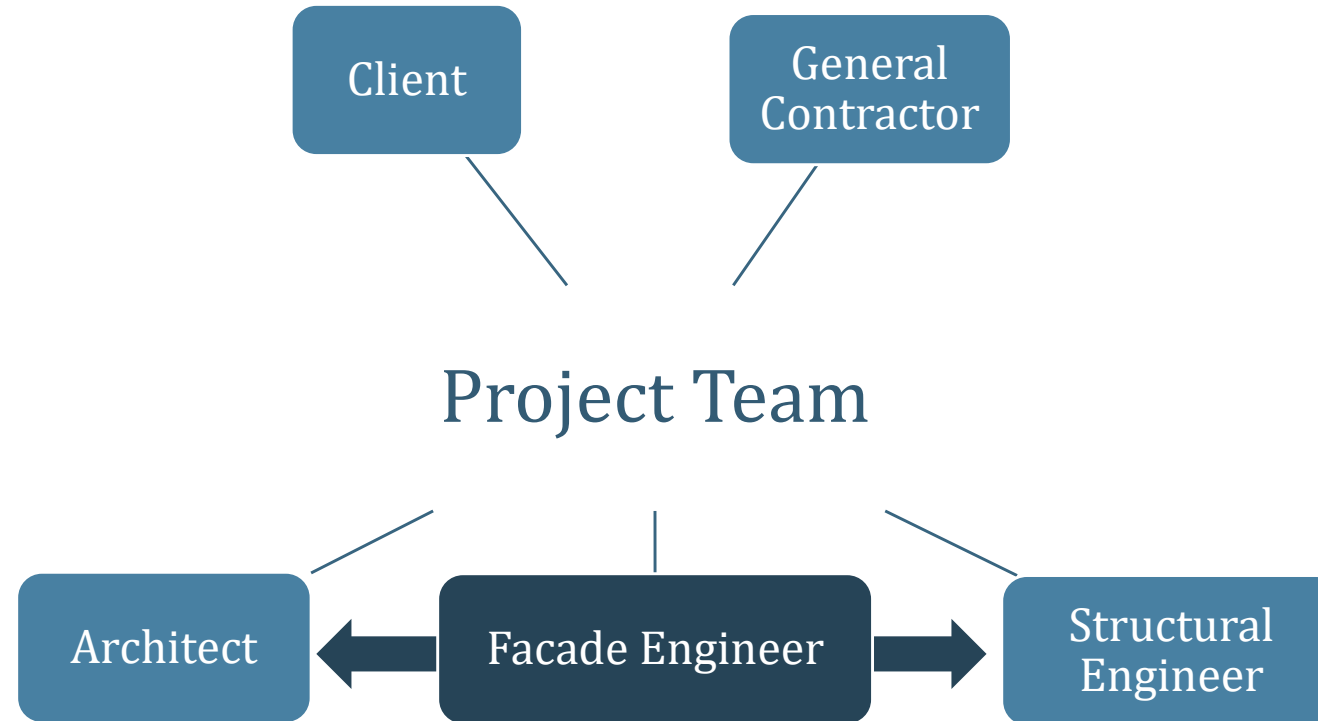 Client
General
Contractor
Project Team
Architect
Facade Engineer
Structural
Engineer